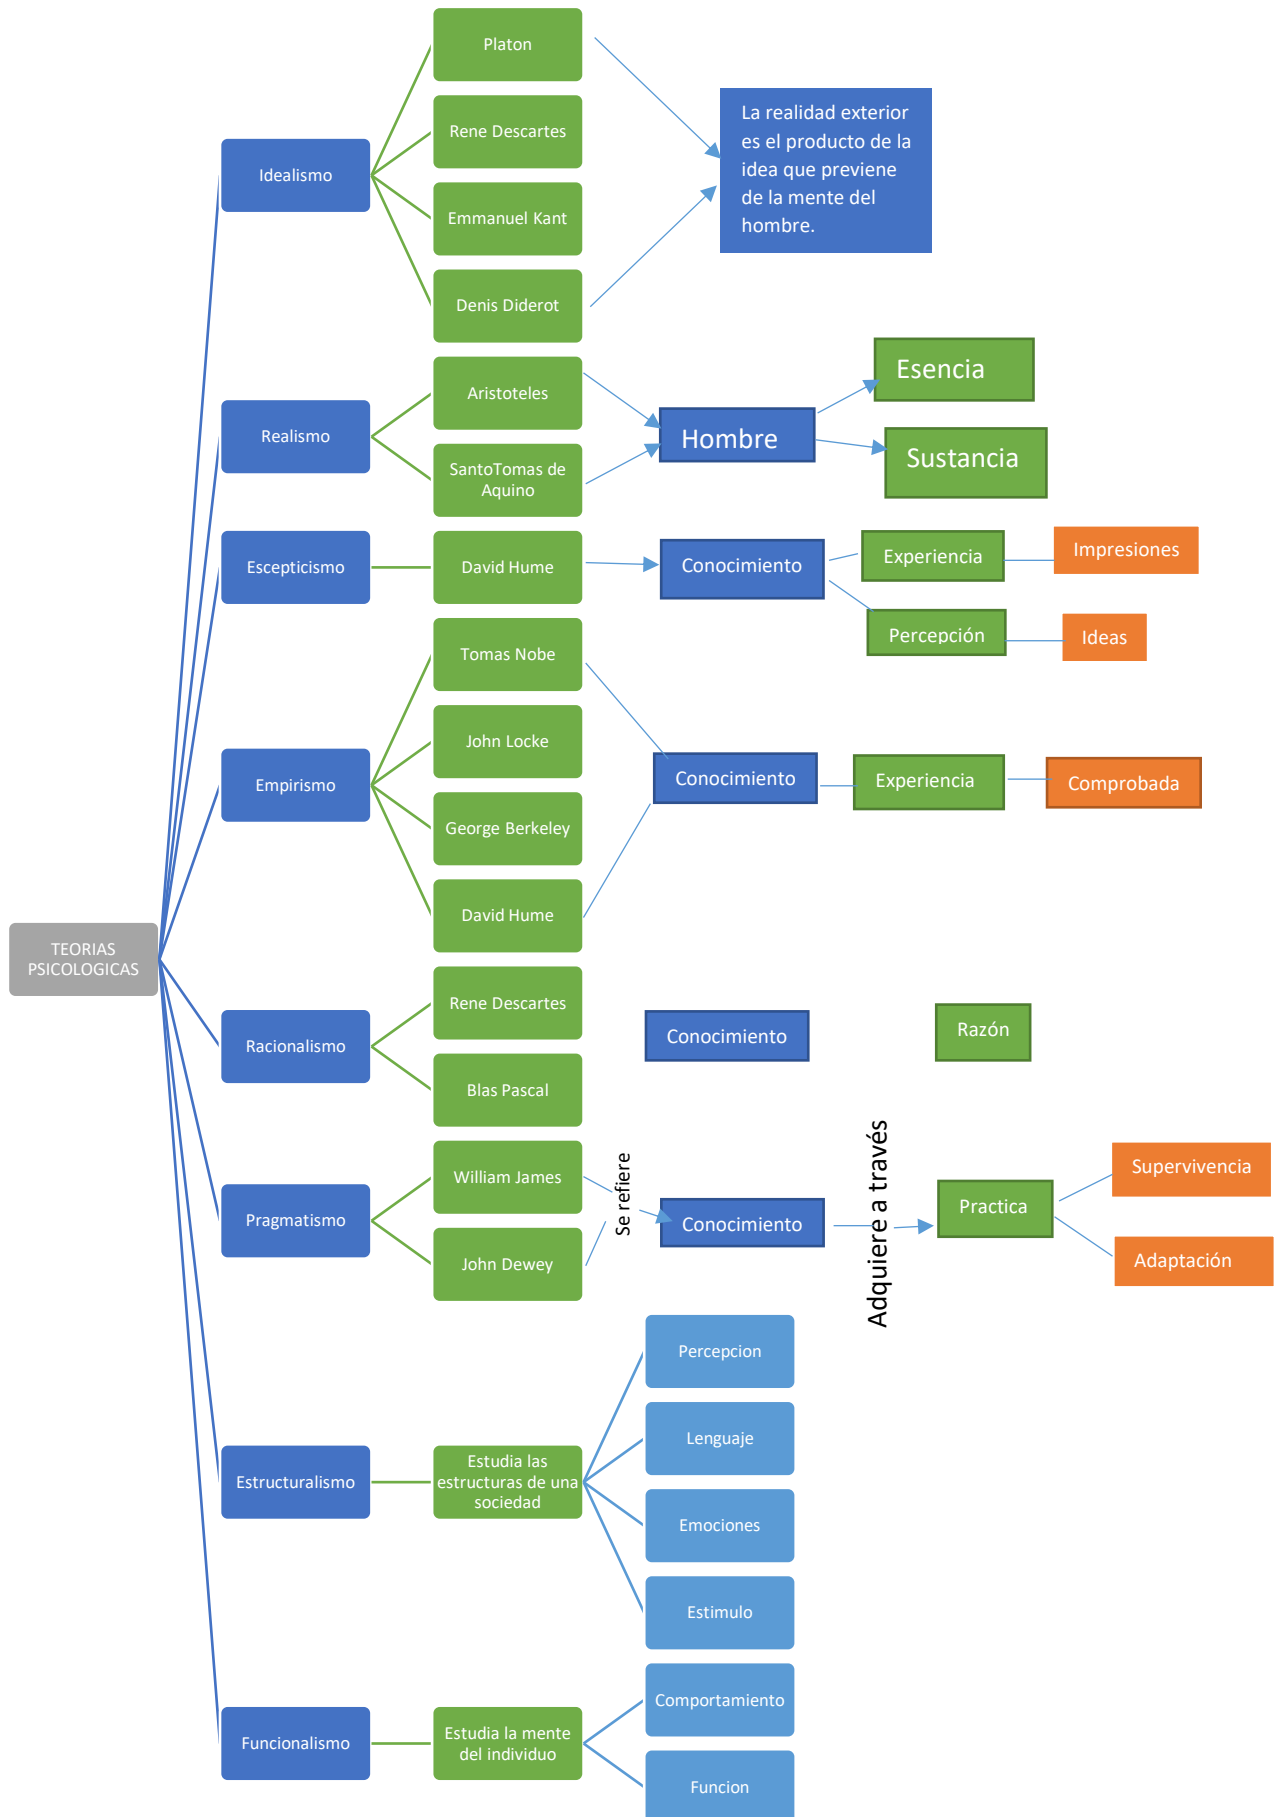 Platon
Rene Descartes
La realidad exterior
es el producto de la
idea que previene
de la mente del
hombre.
Idealismo
Emmanuel Kant
Denis Diderot
Aristoteles
Esencia
Realismo
Hombre
Sustancia
SantoTomas de
Aquino
Escepticismo
David Hume
Conocimiento
Experiencia
Impresiones
Percepción
Ideas
Tomas Nobe
John Locke
Empirismo
Conocimiento
Experiencia
Comprobada
George Berkeley
David Hume
TEORIAS
PSICOLOGICAS
Rene Descartes
Racionalismo
Conocimiento
Razón
Blas Pascal
William James
Pragmatismo
Se refiere
Conocimiento
Adquiere a través
Practica
Supervivencia
Adaptación
John Dewey
Percepcion
Lenguaje
Estructuralismo
Estudia las
estructuras de una
sociedad
Emociones
Estimulo
Comportamiento
Funcionalismo
Estudia la mente
del individuo
Funcion